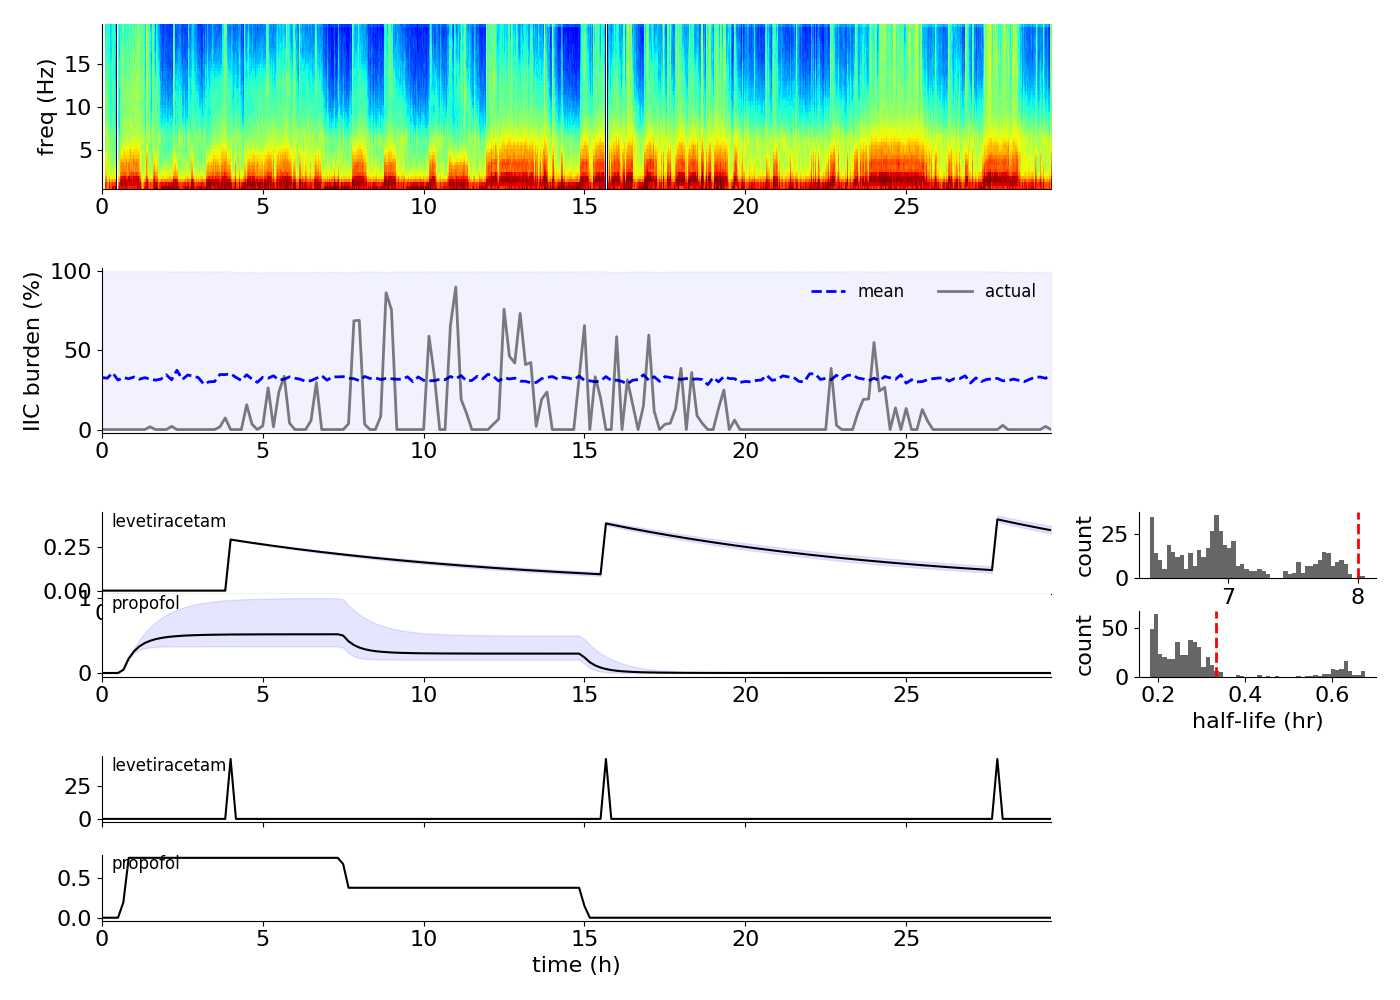 freq (Hz)
15
10
5
0 5 10 15 20 25
IIC burden (%)
100
50
0
mean actual
0 5 10 15 20 25
levetiracetam
0.25
0.00
0
propofol
1
0
0 5 10 15 20 25
count
25
0
7 8
count
50
0
0.2 0.4 0.6
half-life (hr)
levetiracetam
25
0
propofol
0.5
0.0
0 5 10 15 20 25
time (h)